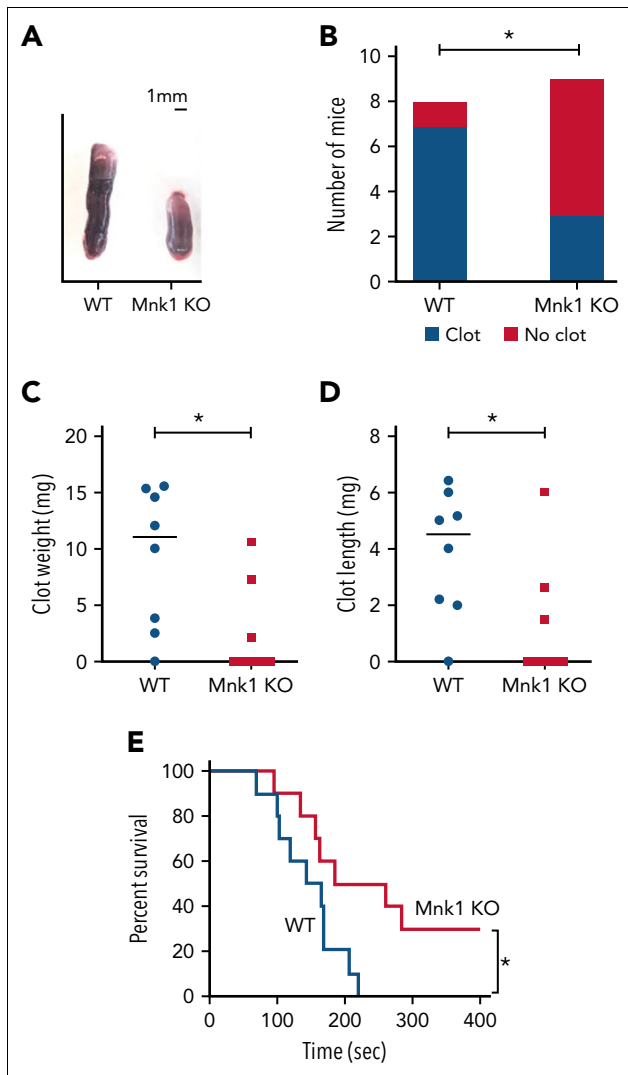 A
1mm
WT Mnk1 KO
B
*
10
8
6
4
2
0
Number of mice
WT Mnk1 KO
Clot No clot
C
*
20
15
10
5
0
Clot weight (mg)
WT Mnk1 KO
D
*
8
6
4
2
0
Clot length (mg)
WT Mnk1 KO
E
100
80
60
40
20
0
Percent survival
WT
Mnk1 KO
*
0 100 200 300 400
Time (sec)